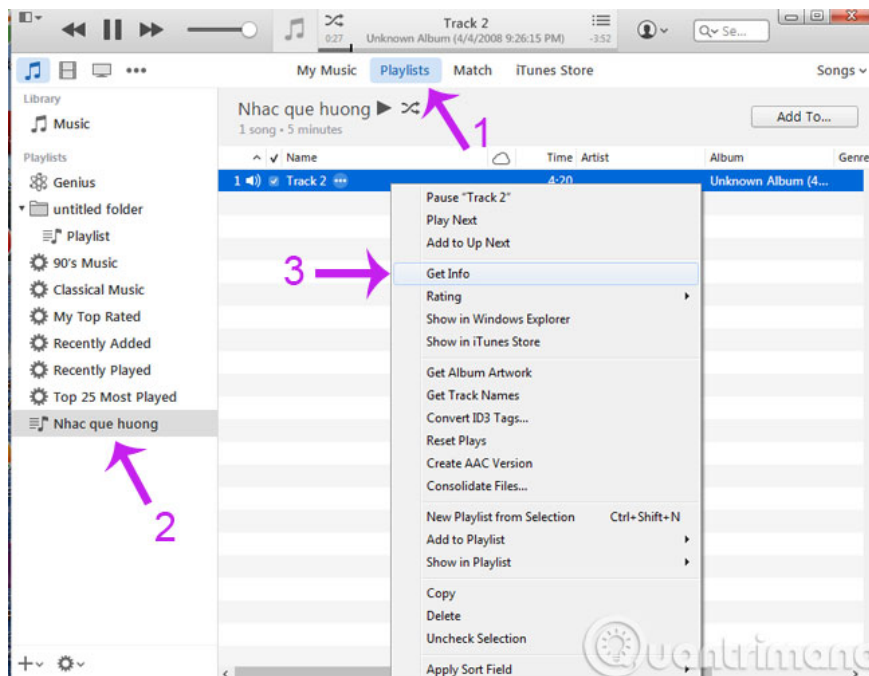 Track 2
0:27 Unknown Album (4/4/2008 9:26:15 PM) -3:52
Se...
My Music Playlists Match iTunes Store Songs
Library
Music
Playlists
Genius
untitled folder
Playlist
90's Music
Classical Music
My Top Rated
Recently Added
Recently Played
Top 25 Most Played
Nhac que huong
2
Nhac que huong
1 song • 5 minutes
1
Add To...
Name Time Artist Album Genre
1 Track 2 4:20 Unknown Album (4...
Pause "Track 2"
Play Next
Add to Up Next
3
Get Info
Rating
Show in Windows Explorer
Show in iTunes Store
Get Album Artwork
Get Track Names
Convert ID3 Tags...
Reset Plays
Create AAC Version
Consolidate Files...
New Playlist from Selection Ctrl+Shift+N
Add to Playlist
Show in Playlist
Copy
Delete
Uncheck Selection
Apply Sort Field
Quantrimang